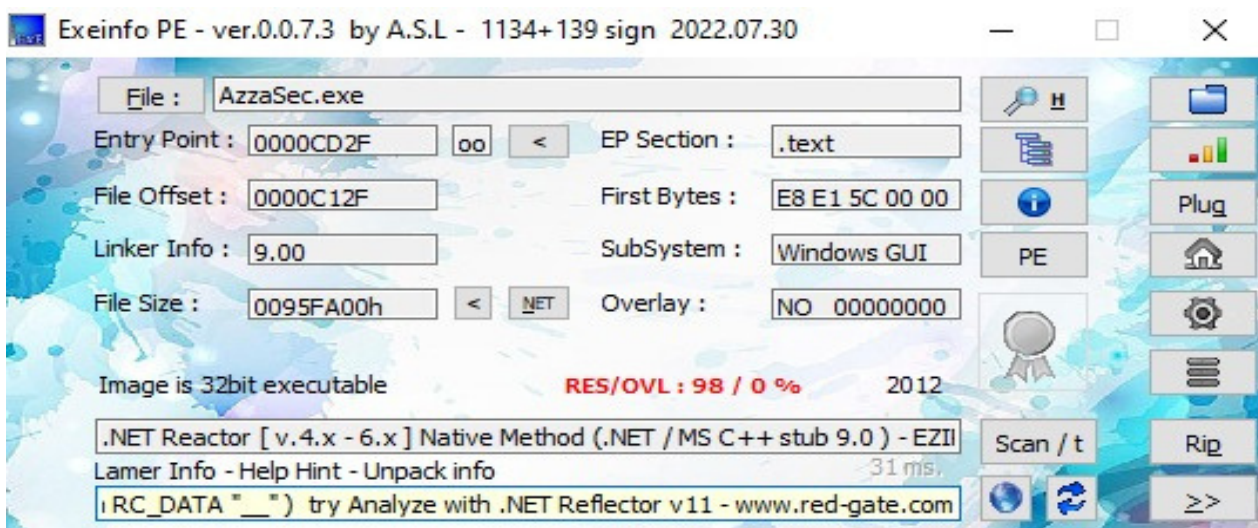 Exeinfo PE - ver.0.0.7.3 by A.S.L - 1134+139 sign 2022.07.30
File : AzzaSec.exe H
Entry Point : 0000CD2F oo < EP Section : .text
File Offset : 0000C12F First Bytes : E8 E1 5C 00 00 Plug
Linker Info : 9.00 SubSystem : Windows GUI PE
File Size : 0095FA00h < NET Overlay : NO 00000000
Image is 32bit executable RES/OVL : 98 / 0 % 2012
.NET Reactor [ v.4.x - 6.x ] Native Method (.NET / MS C++ stub 9.0 ) - EZI Scan / t Rip
Lamer Info - Help Hint - Unpack info 31 ms.
RC_DATA "__" ) try Analyze with .NET Reflector v11 - www.red-gate.com >>